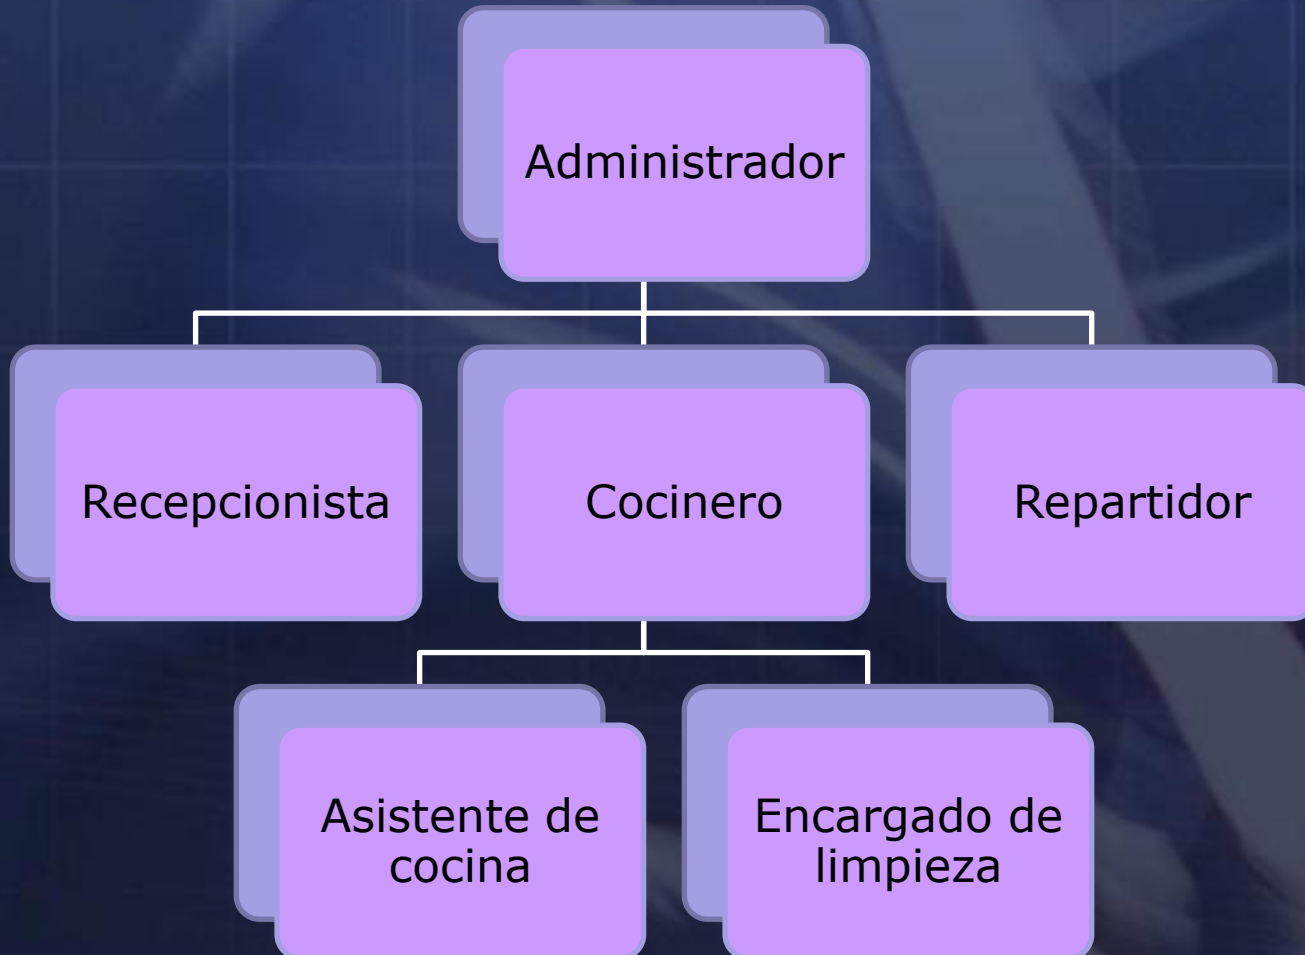 Administrador
Recepcionista
Cocinero
Repartidor
Asistente de
cocina
Encargado de
limpieza